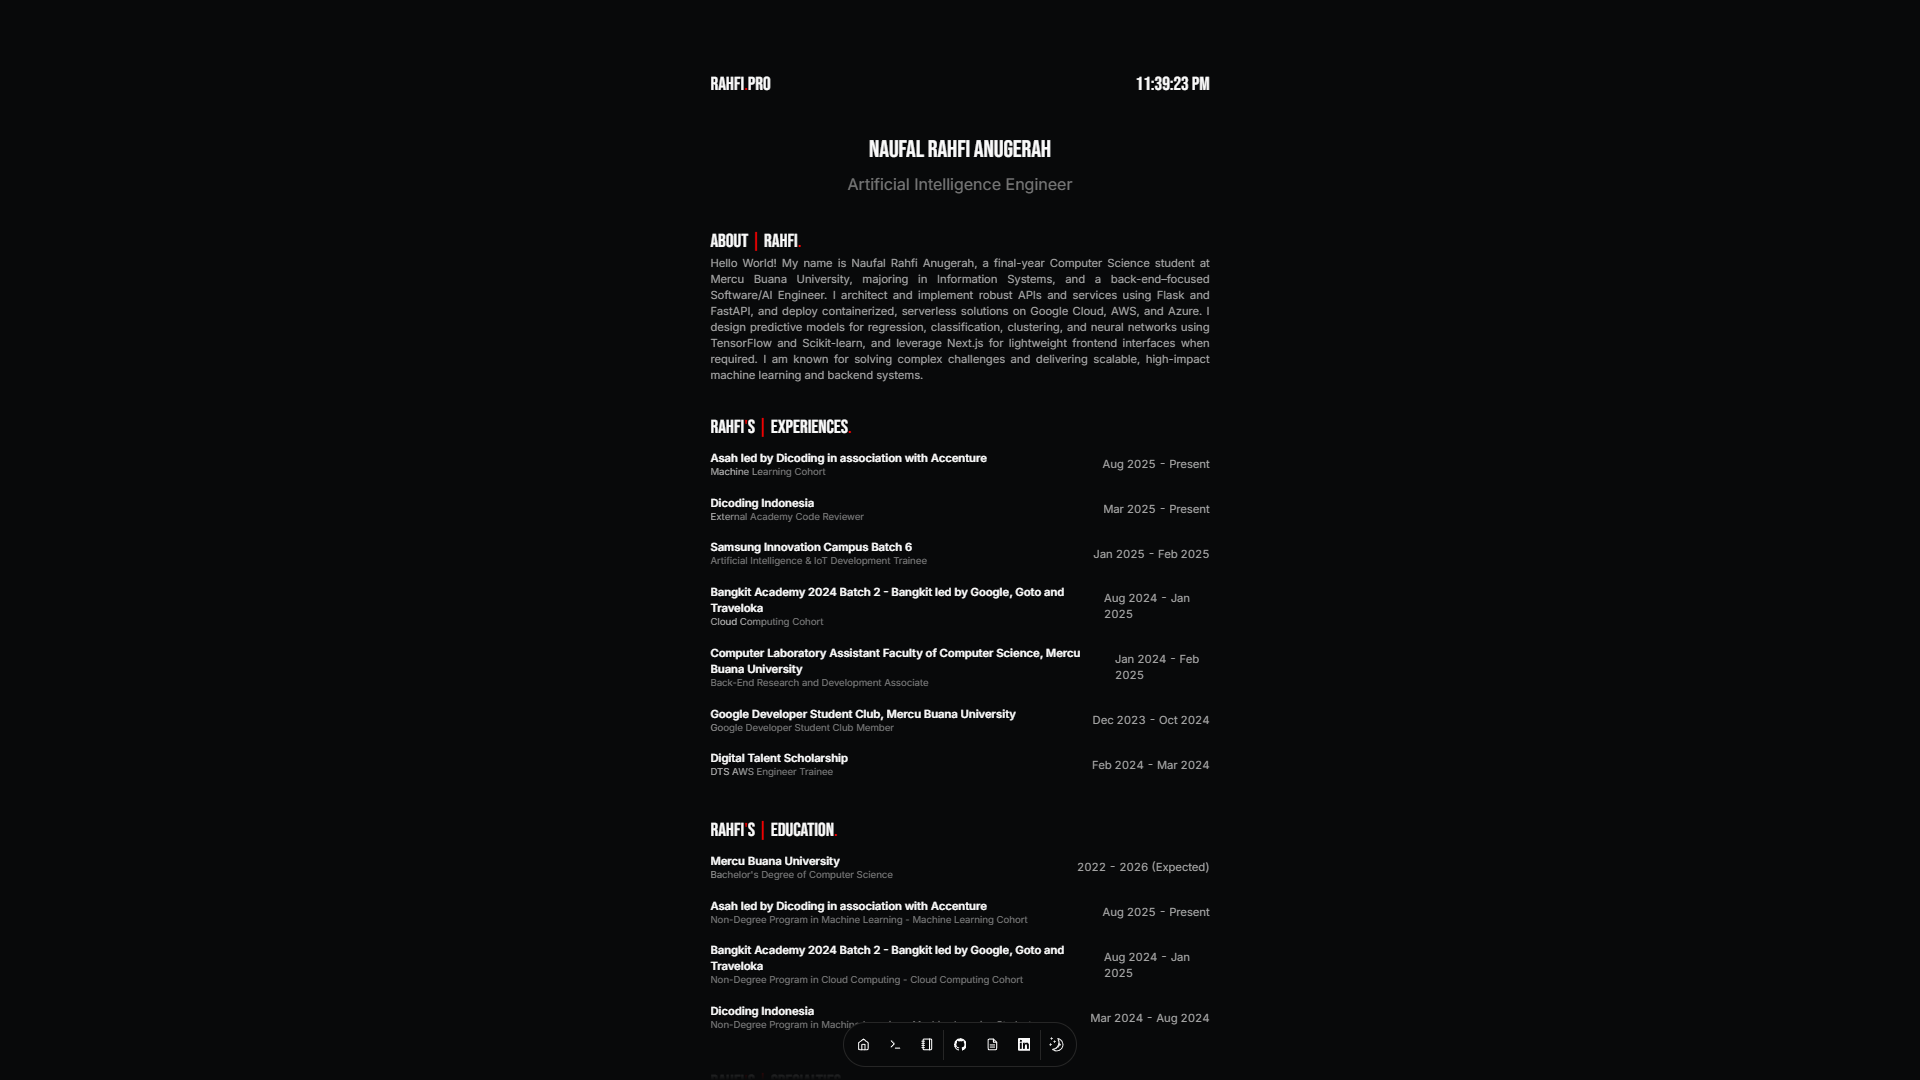 RAHFI.PRO
11:39:23 PM
NAUFAL RAHFI ANUGERAH
Artificial Intelligence Engineer
ABOUT | RAHFI.
Hello World! My name is Naufal Rahfi Anugerah, a final-year Computer Science student at
Mercu Buana University, majoring in Information Systems, and a back-end–focused
Software/AI Engineer. I architect and implement robust APIs and services using Flask and
FastAPI, and deploy containerized, serverless solutions on Google Cloud, AWS, and Azure. I
design predictive models for regression, classification, clustering, and neural networks using
TensorFlow and Scikit-learn, and leverage Next.js for lightweight frontend interfaces when
required. I am known for solving complex challenges and delivering scalable, high-impact
machine learning and backend systems.
RAHFI'S | EXPERIENCES.
Asah led by Dicoding in association with Accenture
Machine Learning Cohort
Aug 2025 - Present
Dicoding Indonesia
External Academy Code Reviewer
Mar 2025 - Present
Samsung Innovation Campus Batch 6
Artificial Intelligence & IoT Development Trainee
Jan 2025 - Feb 2025
Bangkit Academy 2024 Batch 2 - Bangkit led by Google, Goto and
Traveloka
Cloud Computing Cohort
Aug 2024 - Jan
2025
Computer Laboratory Assistant Faculty of Computer Science, Mercu
Buana University
Back-End Research and Development Associate
Jan 2024 - Feb
2025
Google Developer Student Club, Mercu Buana University
Google Developer Student Club Member
Dec 2023 - Oct 2024
Digital Talent Scholarship
DTS AWS Engineer Trainee
Feb 2024 - Mar 2024
RAHFI'S | EDUCATION.
Mercu Buana University
Bachelor's Degree of Computer Science
2022 - 2026 (Expected)
Asah led by Dicoding in association with Accenture
Non-Degree Program in Machine Learning - Machine Learning Cohort
Aug 2025 - Present
Bangkit Academy 2024 Batch 2 - Bangkit led by Google, Goto and
Traveloka
Non-Degree Program in Cloud Computing - Cloud Computing Cohort
Aug 2024 - Jan
2025
Dicoding Indonesia
Non-Degree Program in
Mar 2024 - Aug 2024